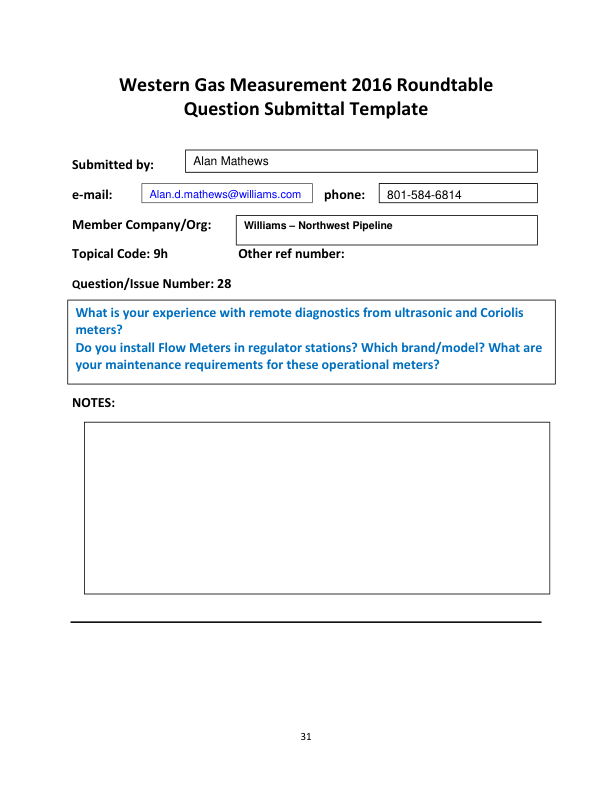 Western Gas Measurement 2016 Roundtable
Question Submittal Template
Submitted by: Alan Mathews
e-mail: Alan.d.mathews@williams.com phone: 801-584-6814
Member Company/Org: Williams – Northwest Pipeline
Topical Code: 9h Other ref number:
Question/Issue Number: 28
What is your experience with remote diagnostics from ultrasonic and Coriolis
meters?
Do you install Flow Meters in regulator stations? Which brand/model? What are
your maintenance requirements for these operational meters?
NOTES:
31